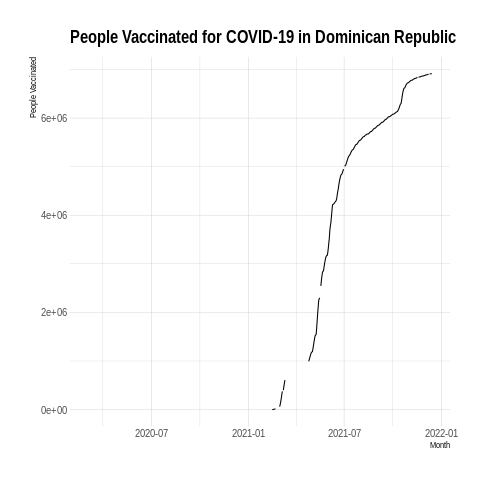 People Vaccinated for COVID-19 in Dominican Republic
People Vaccinated
6e+06
4e+06
2e+06
0e+00
2020-07 2021-01 2021-07 2022-01
Month